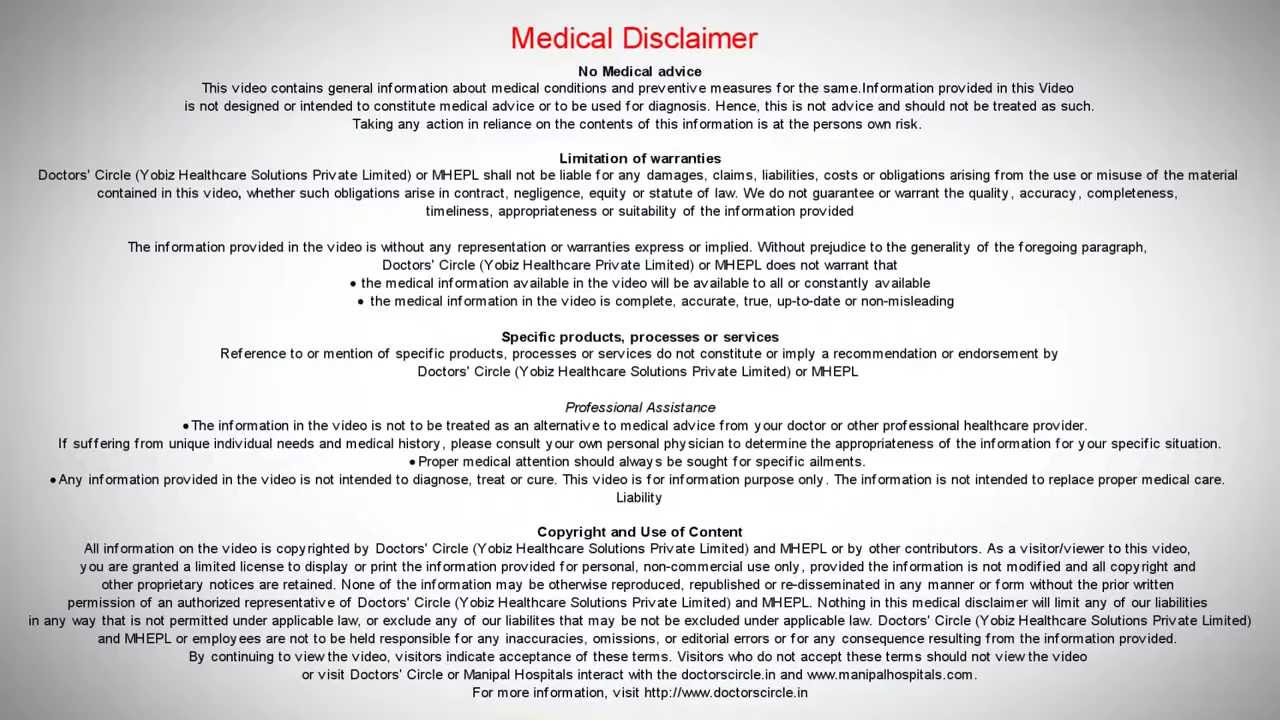 Medical Disclaimer
No Medical advice
This video contains general information about medical conditions and preventive measures for the same.Information provided in this Video
is not designed or intended to constitute medical advice or to be used for diagnosis. Hence, this is not advice and should not be treated as such.
Taking any action in reliance on the contents of this information is at the persons own risk.
Limitation of warranties
Doctors' Circle (Yobiz Healthcare Solutions Private Limited) or MHEPL shall not be liable for any damages, claims, liabilities, costs or obligations arising from the use or misuse of the material
contained in this video, whether such obligations arise in contract, negligence, equity or statute of law. We do not guarantee or warrant the quality, accuracy, completeness,
timeliness, appropriateness or suitability of the information provided
The information provided in the video is without any representation or warranties express or implied. Without prejudice to the generality of the foregoing paragraph,
Doctors' Circle (Yobiz Healthcare Private Limited) or MHEPL does not warrant that
• the medical information available in the video will be available to all or constantly available
• the medical information in the video is complete, accurate, true, up-to-date or non-misleading
Specific products, processes or services
Reference to or mention of specific products, processes or services do not constitute or imply a recommendation or endorsement by
Doctors' Circle (Yobiz Healthcare Solutions Private Limited) or MHEPL
Professional Assistance
•The information in the video is not to be treated as an alternative to medical advice from your doctor or other professional healthcare provider.
If suffering from unique individual needs and medical history, please consult your own personal physician to determine the appropriateness of the information for your specific situation.
•Proper medical attention should always be sought for specific ailments.
•Any information provided in the video is not intended to diagnose, treat or cure. This video is for information purpose only. The information is not intended to replace proper medical care.
Liability
Copyright and Use of Content
All information on the video is copyrighted by Doctors' Circle (Yobiz Healthcare Solutions Private Limited) and MHEPL or by other contributors. As a visitor/viewer to this video,
you are granted a limited license to display or print the information provided for personal, non-commercial use only, provided the information is not modified and all copyright and
other proprietary notices are retained. None of the information may be otherwise reproduced, republished or re-disseminated in any manner or form without the prior written
permission of an authorized representative of Doctors' Circle (Yobiz Healthcare Solutions Private Limited) and MHEPL. Nothing in this medical disclaimer will limit any of our liabilities
in any way that is not permitted under applicable law, or exclude any of our liabilites that may be not be excluded under applicable law. Doctors' Circle (Yobiz Healthcare Solutions Private Limited)
and MHEPL or employees are not to be held responsible for any inaccuracies, omissions, or editorial errors or for any consequence resulting from the information provided.
By continuing to view the video, visitors indicate acceptance of these terms. Visitors who do not accept these terms should not view the video
or visit Doctors' Circle or Manipal Hospitals interact with the doctorscircle.in and www.manipalhospitals.com.
For more information, visit http://www.doctorscircle.in